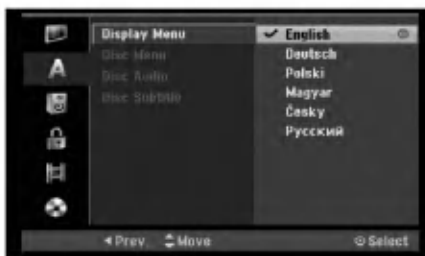 A
Display Menu
Disc Menu
Disc Audio
Disc Subtitle
✔ English
Deutsch
Polski
Magyar
Česky
Русский
◄ Prev ▲▼ Move ⊙ Select